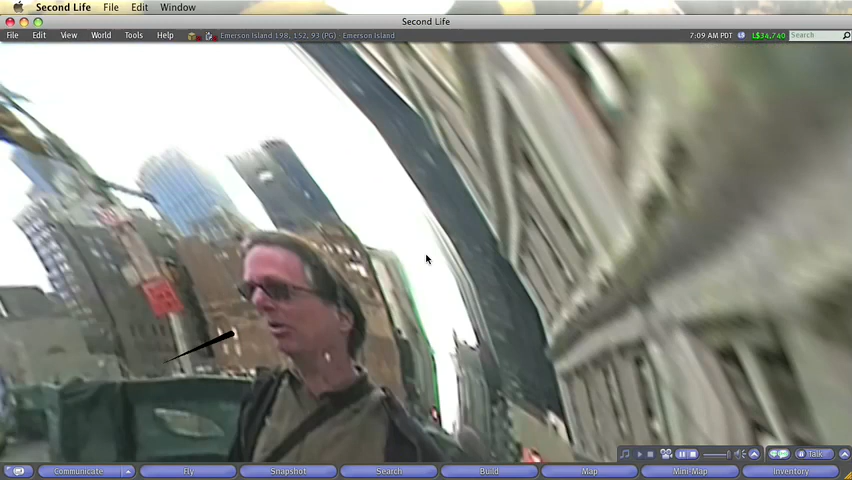 Second Life File Edit Window
Second Life
File Edit View World Tools Help Emerson Island 198, 152, 93 (PG) - Emerson Island 7:09 AM PDT L$34,740 Search
Talk
Communicate Fly Snapshot Search Build Map Mini-Map Inventory